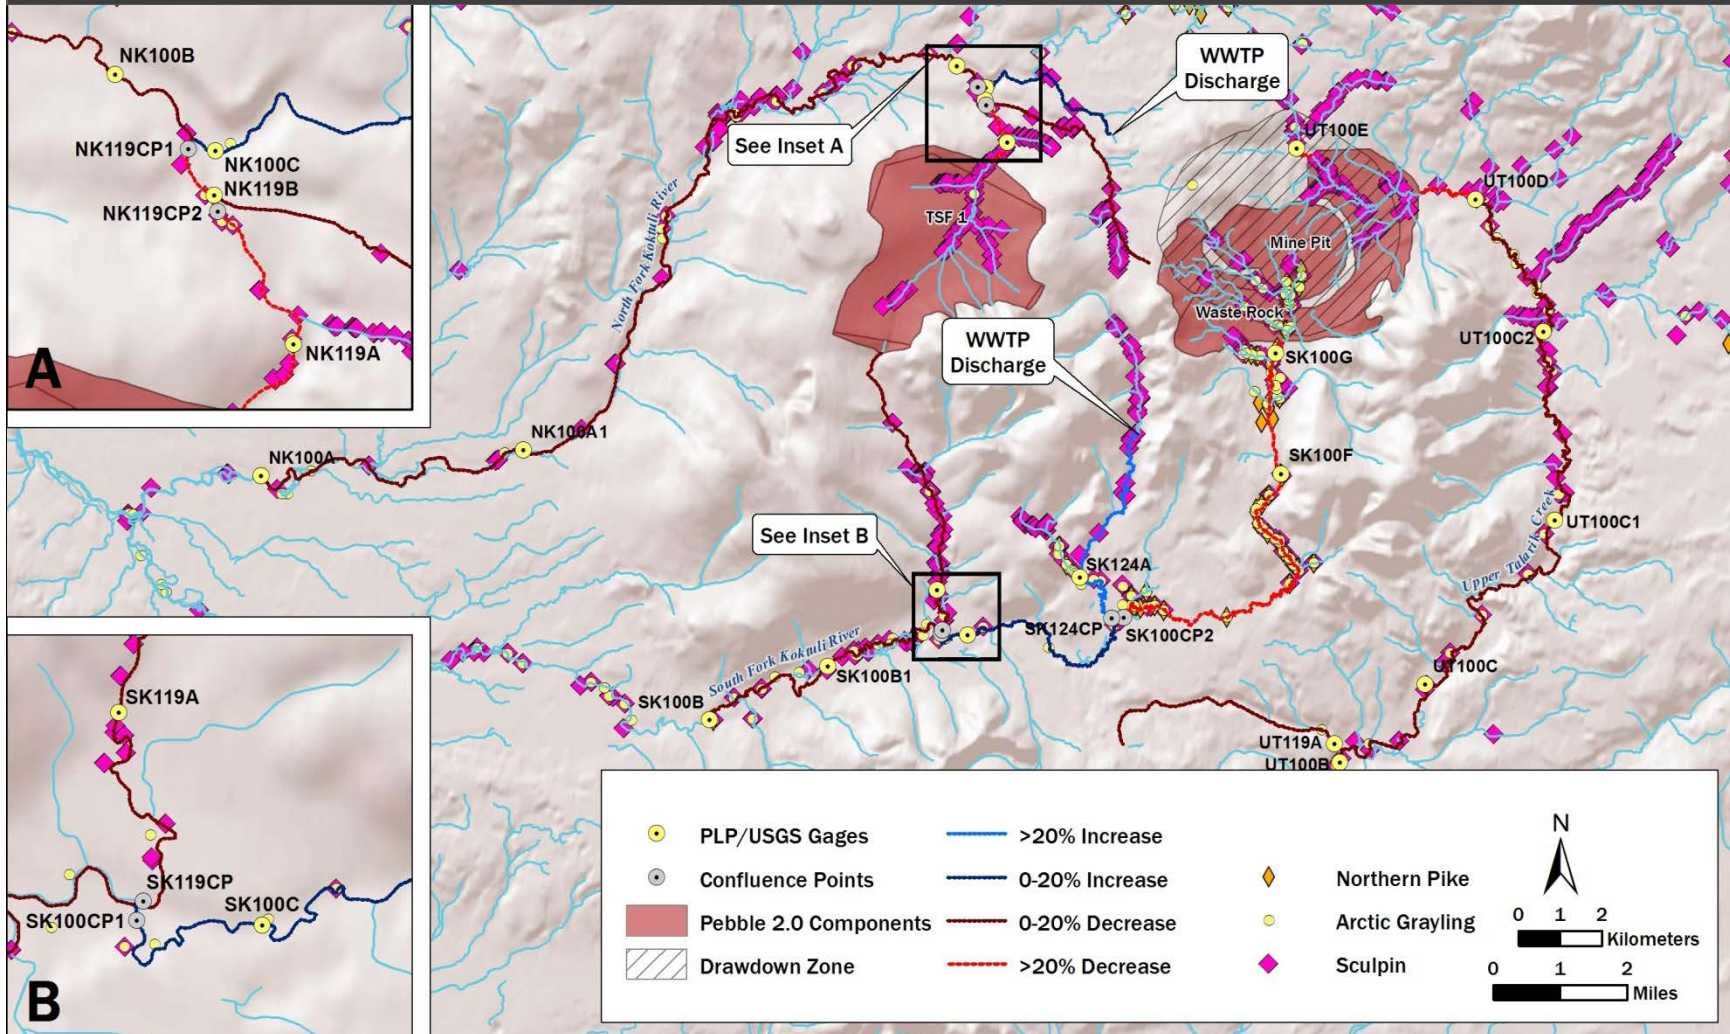 NK100B
NK119CP1
NK100C
NK119B
NK119CP2
NK119A
A
WWTP
Discharge
See Inset A
UT100E
UT100D
TSF 1
Mine Pit
North Fork Koktuli River
Waste Rock
UT100C2
WWTP
Discharge
SK100G
NK100A1
NK100A
SK100F
See Inset B
UT100C1
Upper Talarik Creek
SK124A
SK124CP
SK100CP2
South Fork Koktuli River
SK100B1
SK100B
UT100C
UT119A
UT100B
SK119A
SK119CP
SK100CP1
SK100C
B
PLP/USGS Gages
Confluence Points
Pebble 2.0 Components
Drawdown Zone
>20% Increase
0-20% Increase
0-20% Decrease
>20% Decrease
Northern Pike
Arctic Grayling
Sculpin
N
0 1 2
Kilometers
0 1 2
Miles